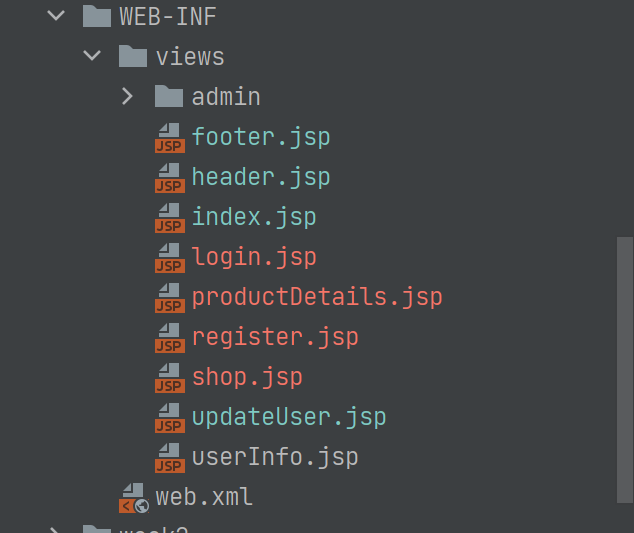 WEB-INF
views
admin
JSP footer.jsp
JSP header.jsp
JSP index.jsp
JSP login.jsp
JSP productDetails.jsp
JSP register.jsp
JSP shop.jsp
JSP updateUser.jsp
JSP userInfo.jsp
web.xml